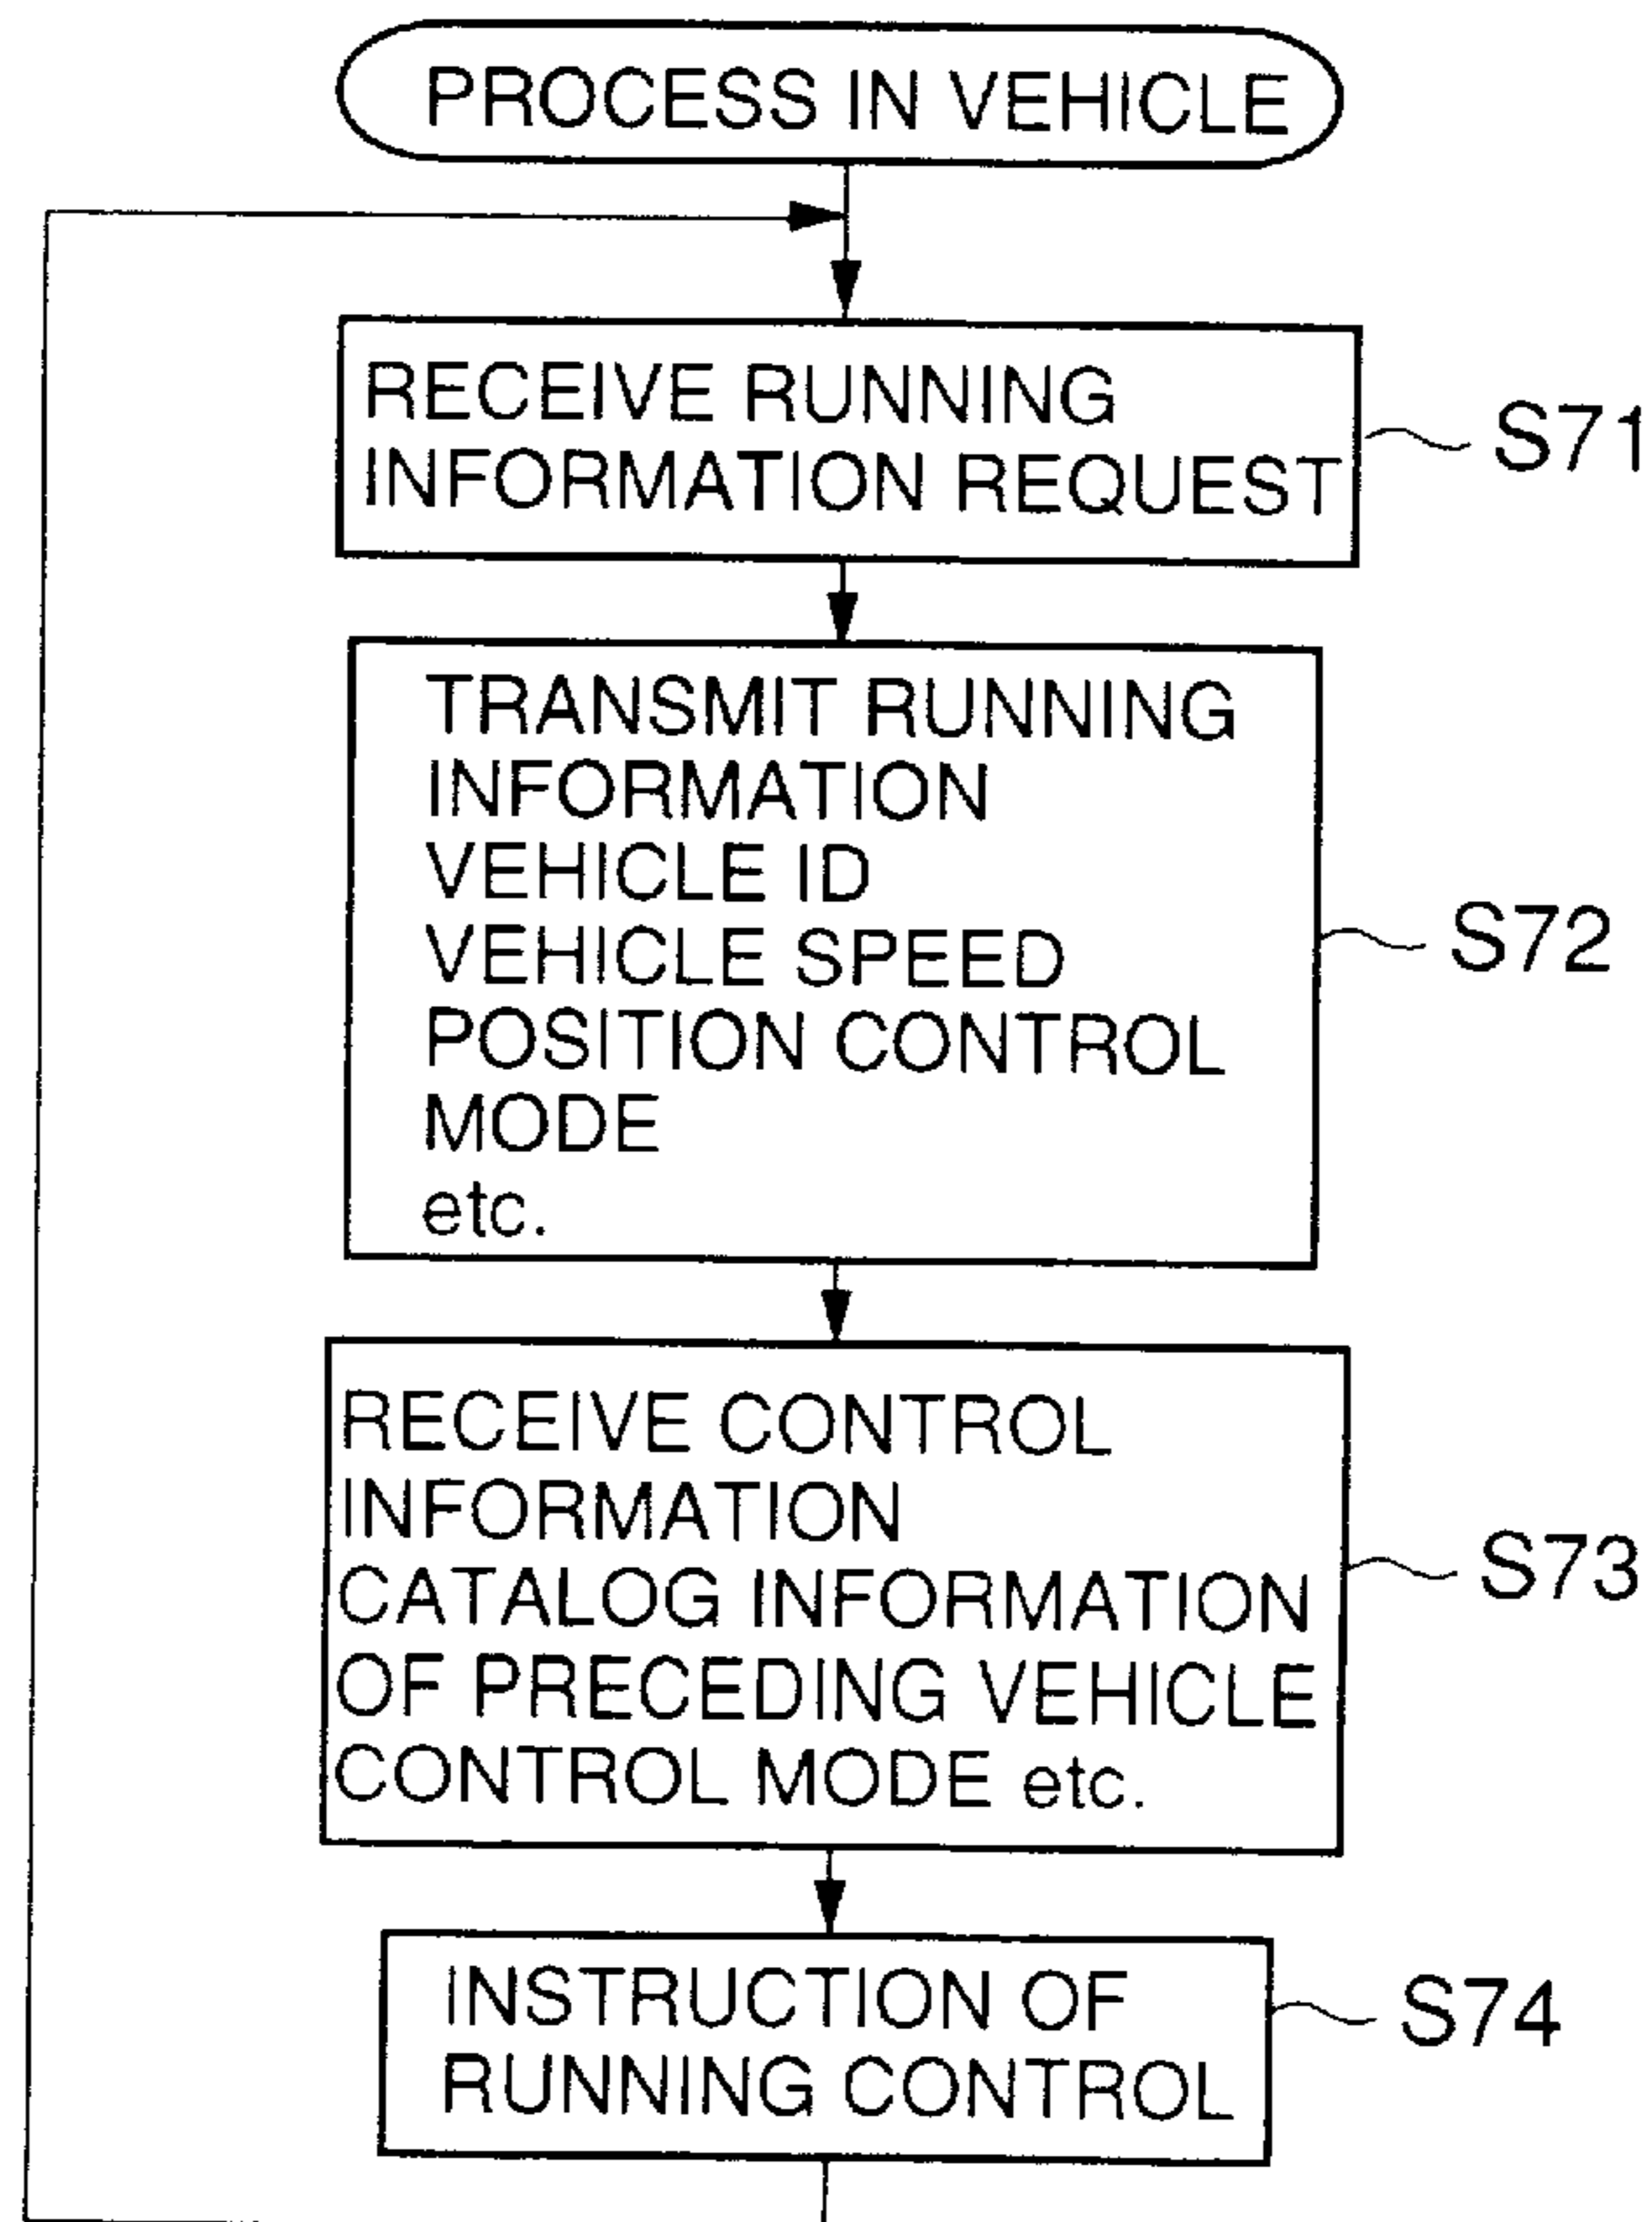 PROCESS IN VEHICLE
RECEIVE RUNNING
INFORMATION REQUEST
S71
TRANSMIT RUNNING
INFORMATION
VEHICLE ID
VEHICLE SPEED
POSITION CONTROL
MODE
etc.
S72
RECEIVE CONTROL
INFORMATION
CATALOG INFORMATION
OF PRECEDING VEHICLE
CONTROL MODE etc.
S73
INSTRUCTION OF
RUNNING CONTROL
S74